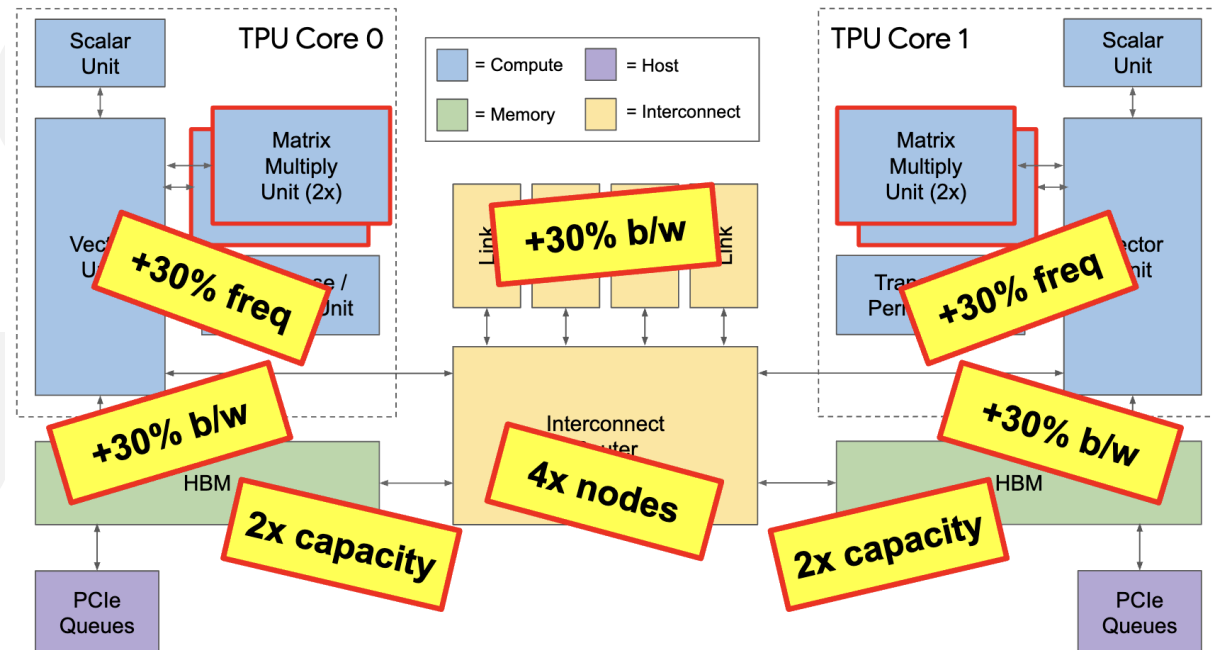 Scalar
Unit
TPU Core 0
= Compute
= Host
= Memory
= Interconnect
TPU Core 1
Scalar
Unit
Matrix
Multiply
Unit (2x)
Matrix
Multiply
Unit (2x)
Link
+30% b/w
Link
+30% freq
Unit
+30% freq
+30% b/w
Interconnect
+30% b/w
HBM
4x nodes
HBM
2x capacity
2x capacity
PCIe
Queues
PCIe
Queues